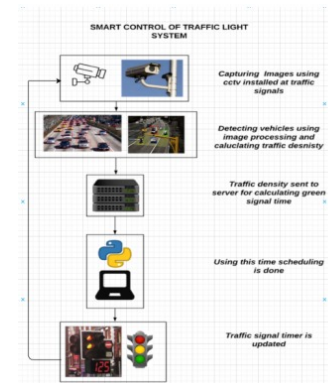 SMART CONTROL OF TRAFFIC LIGHT
SYSTEM
Capturing Images using
cctv installed at traffic
signals
Detecting vehicles using
image processing and
caluclating traffic desnisty
Traffic density sent to
server for calculating green
signal time
Using this time scheduling
is done
Traffic signal timer is
updated
125